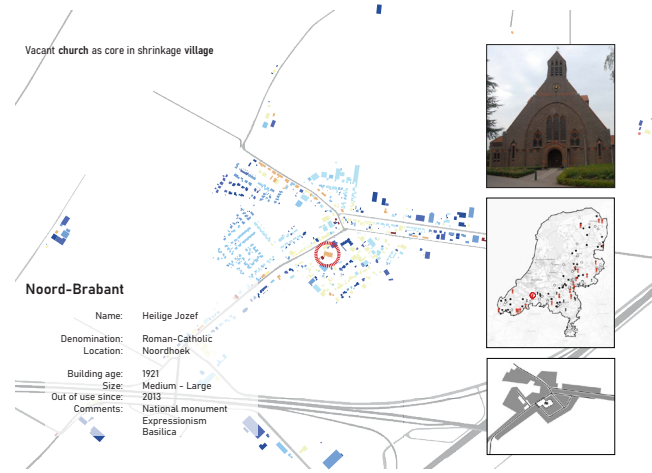 Vacant church as core in shrinkage village
Noord-Brabant
Name: Heilige Jozef
Denomination: Roman-Catholic
Location: Noordhoek
Building age: 1921
Size: Medium - Large
Out of use since: 2013
Comments: National monument
Expressionism
Basilica